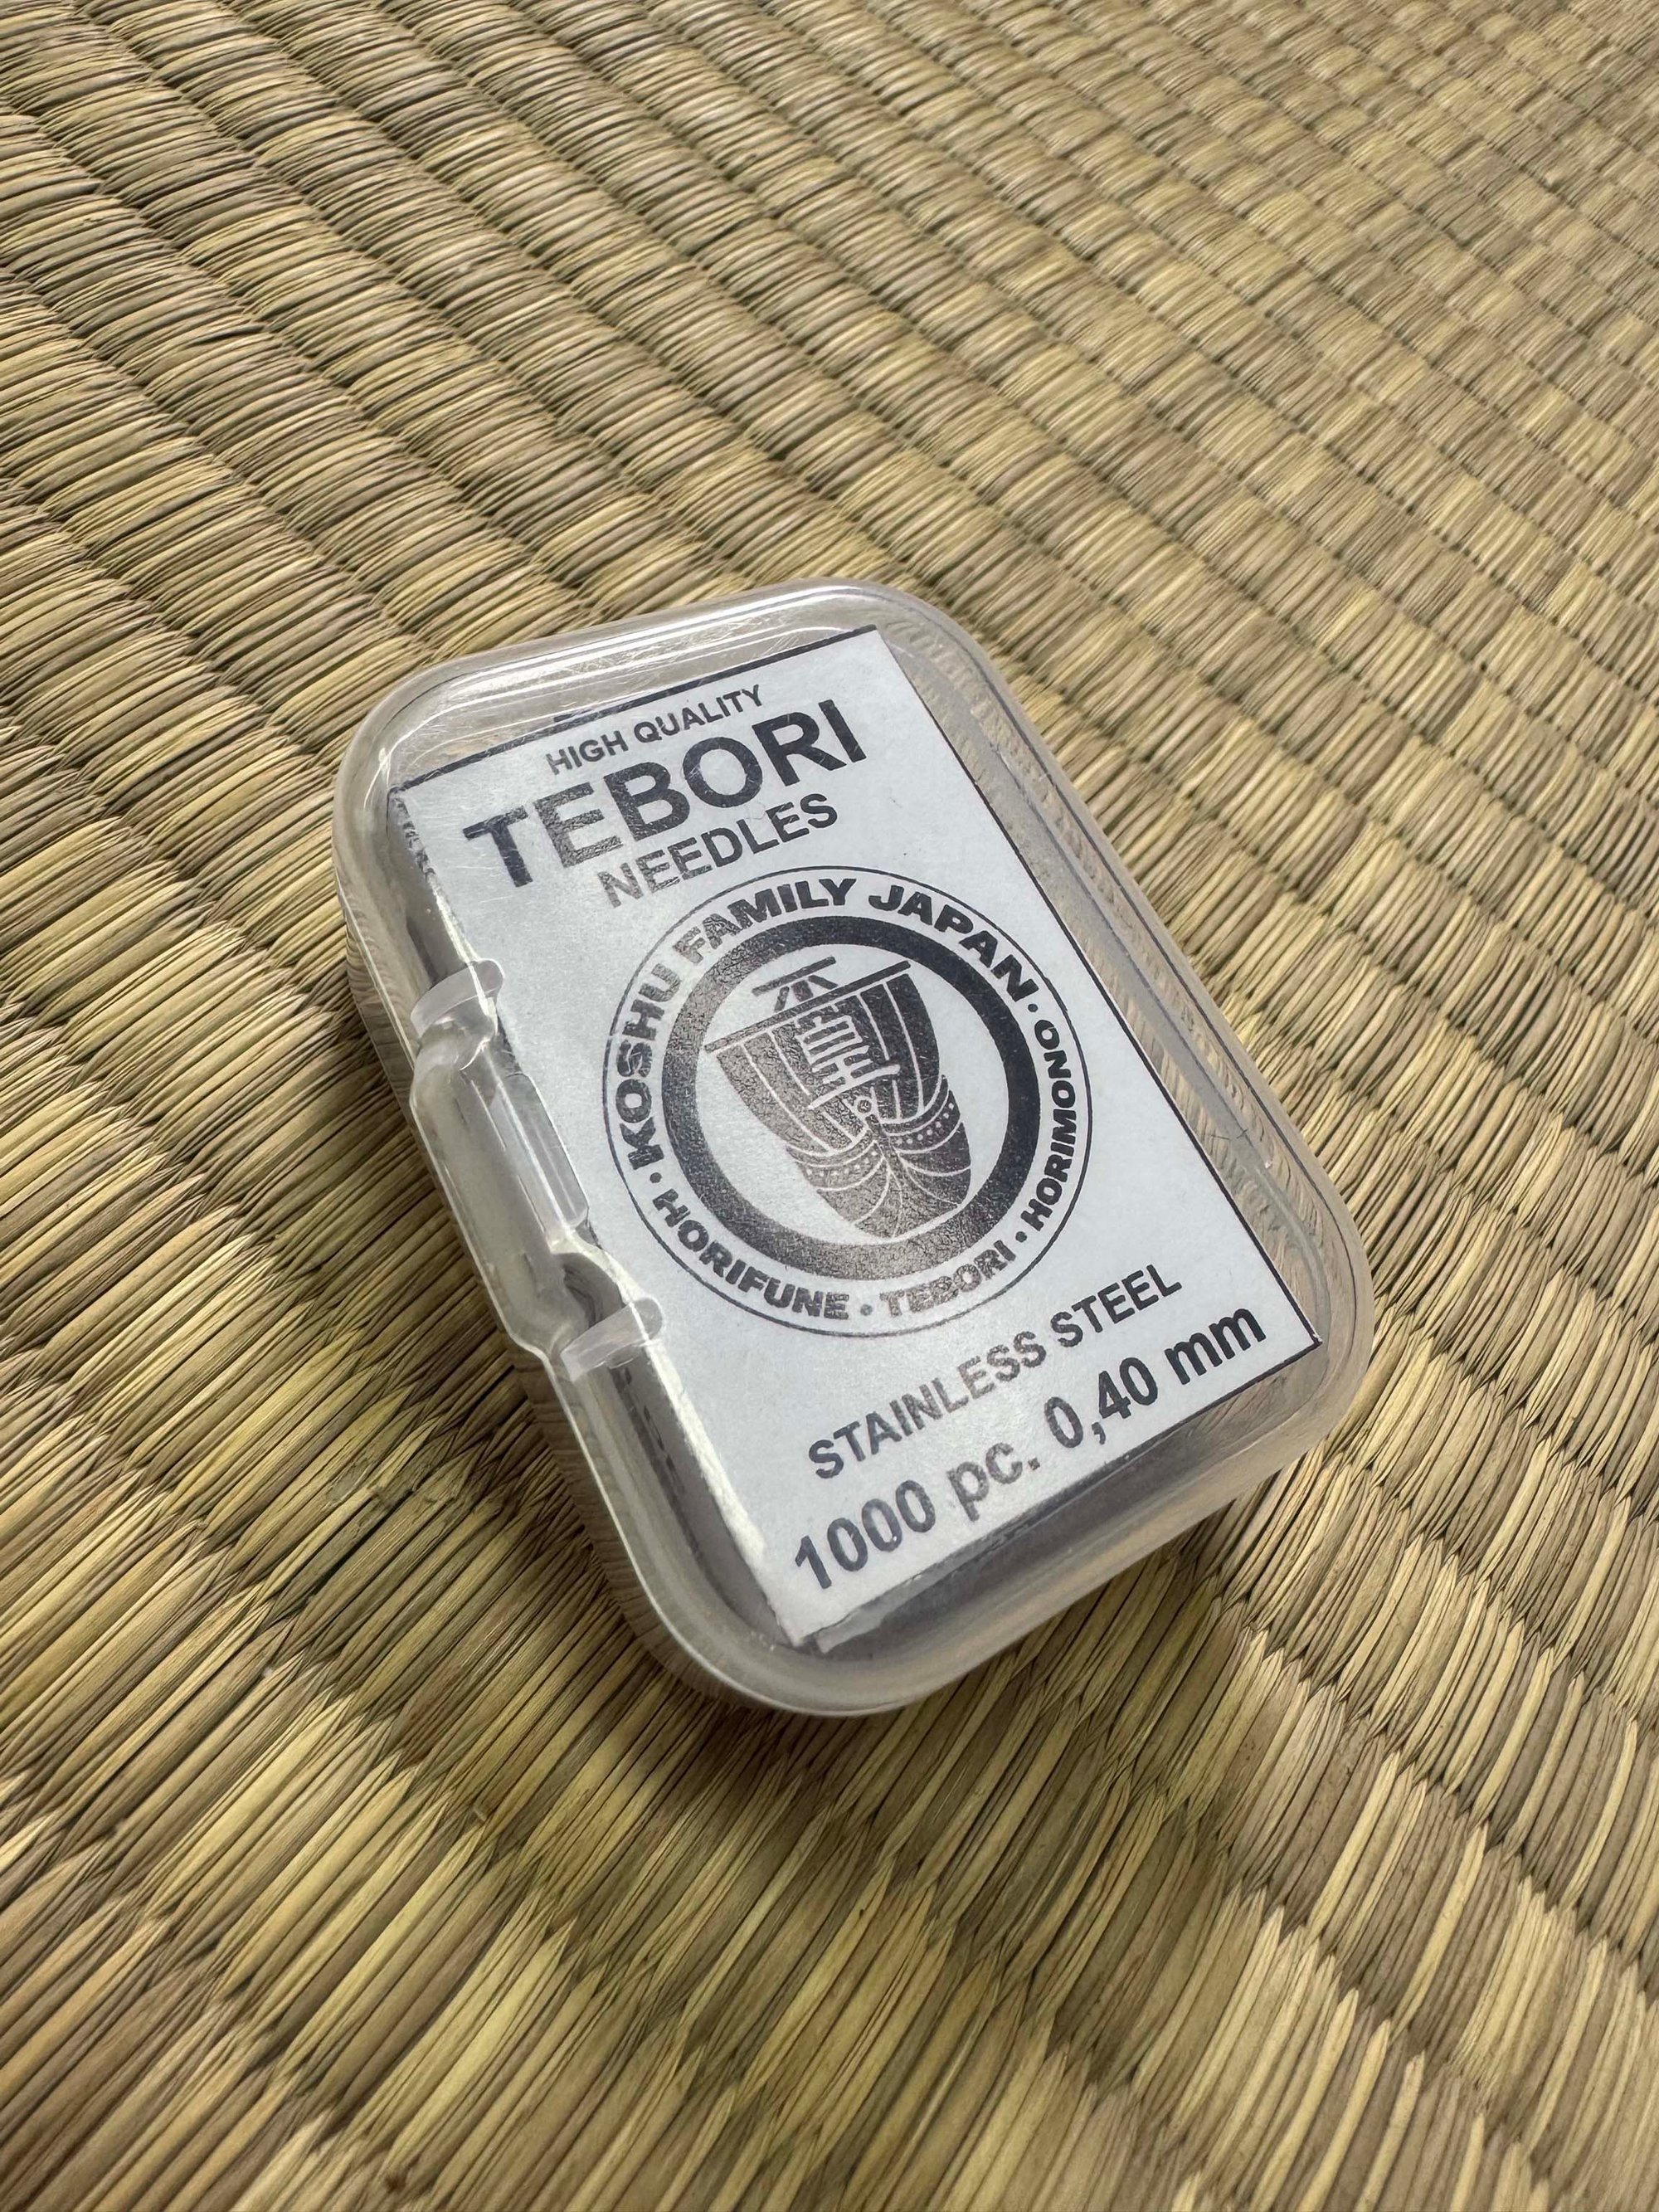 HIGH QUALITY
TEBORI
NEEDLES
KOSHU FAMILY JAPAN · HORIMONO · TEBORI · HORIFUNE ·
STAINLESS STEEL
1000 pc. 0,40 mm